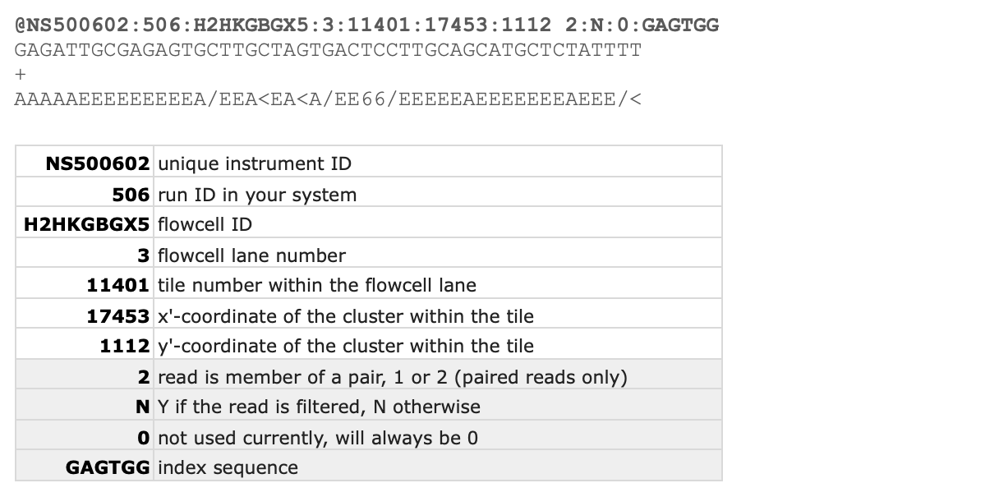 @NS500602:506:H2HKGBGX5:3:11401:17453:1112 2:N:0:GAGTGG
GAGATTGCGAGAGTGCTTGCTAGTGACTCCTTGCAGCATGCTCTATTTT
+
AAAAAEEEEEEEEEA/EEA<EA<A/EE66/EEEEEAEEEEEEEAEEE/<
NS500602 unique instrument ID
506 run ID in your system
H2HKGBGX5 flowcell ID
3 flowcell lane number
11401 tile number within the flowcell lane
17453 x'-coordinate of the cluster within the tile
1112 y'-coordinate of the cluster within the tile
2 read is member of a pair, 1 or 2 (paired reads only)
N Y if the read is filtered, N otherwise
0 not used currently, will always be 0
GAGTGG index sequence